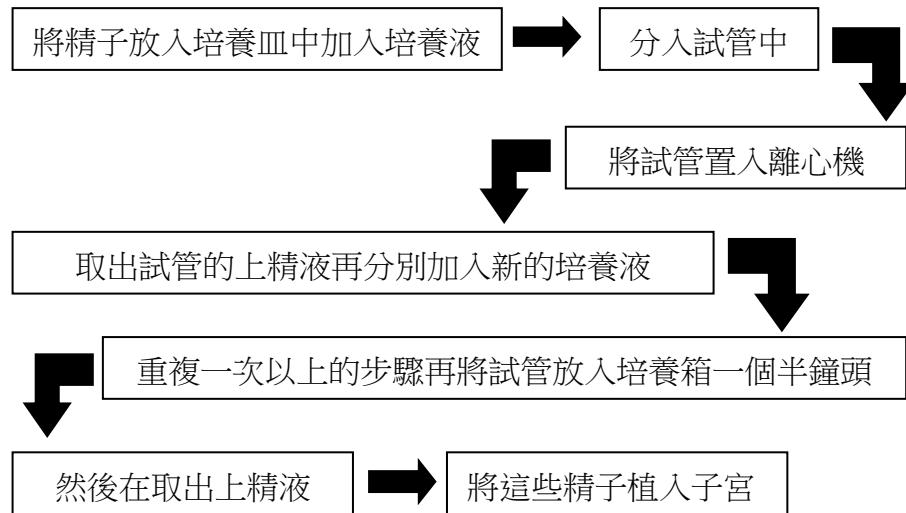 將精子放入培養皿中加入培養液
分入試管中
將試管置入離心機
取出試管的上精液再分別加入新的培養液
重複一次以上的步驟再將試管放入培養箱一個半鐘頭
然後在取出上精液
將這些精子植入子宮